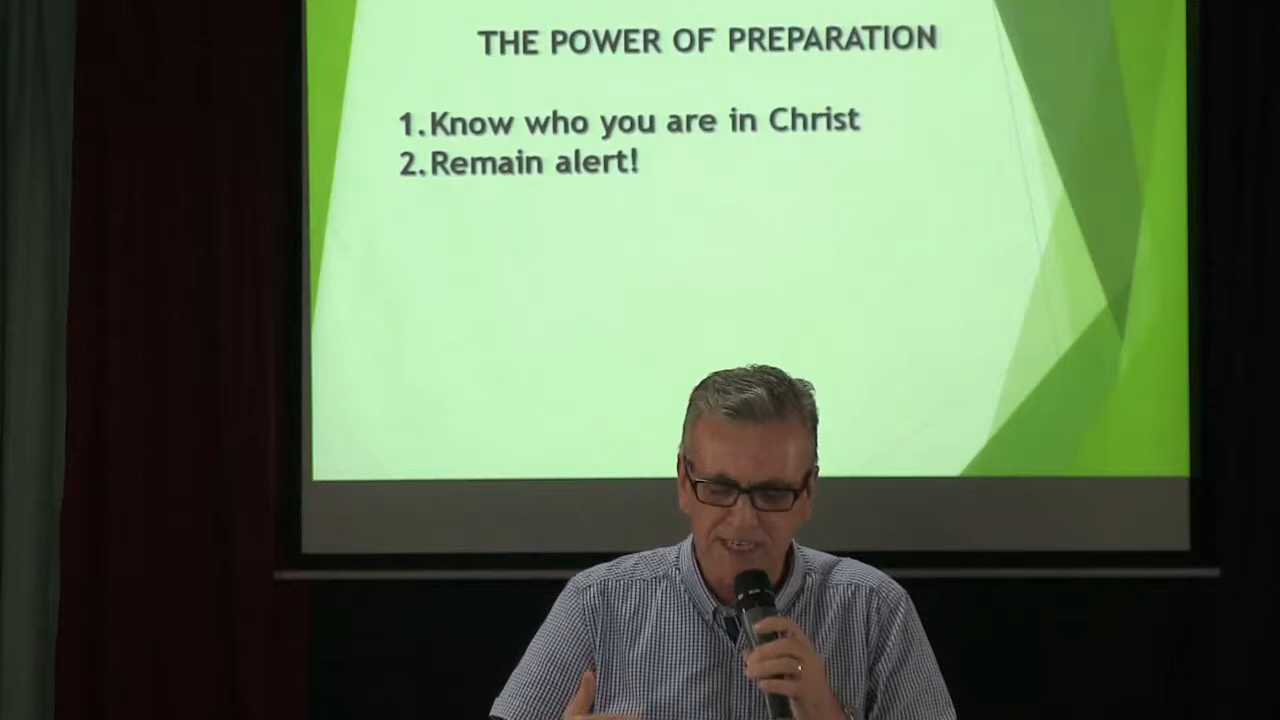 THE POWER OF PREPARATION
1. Know who you are in Christ
2. Remain alert!